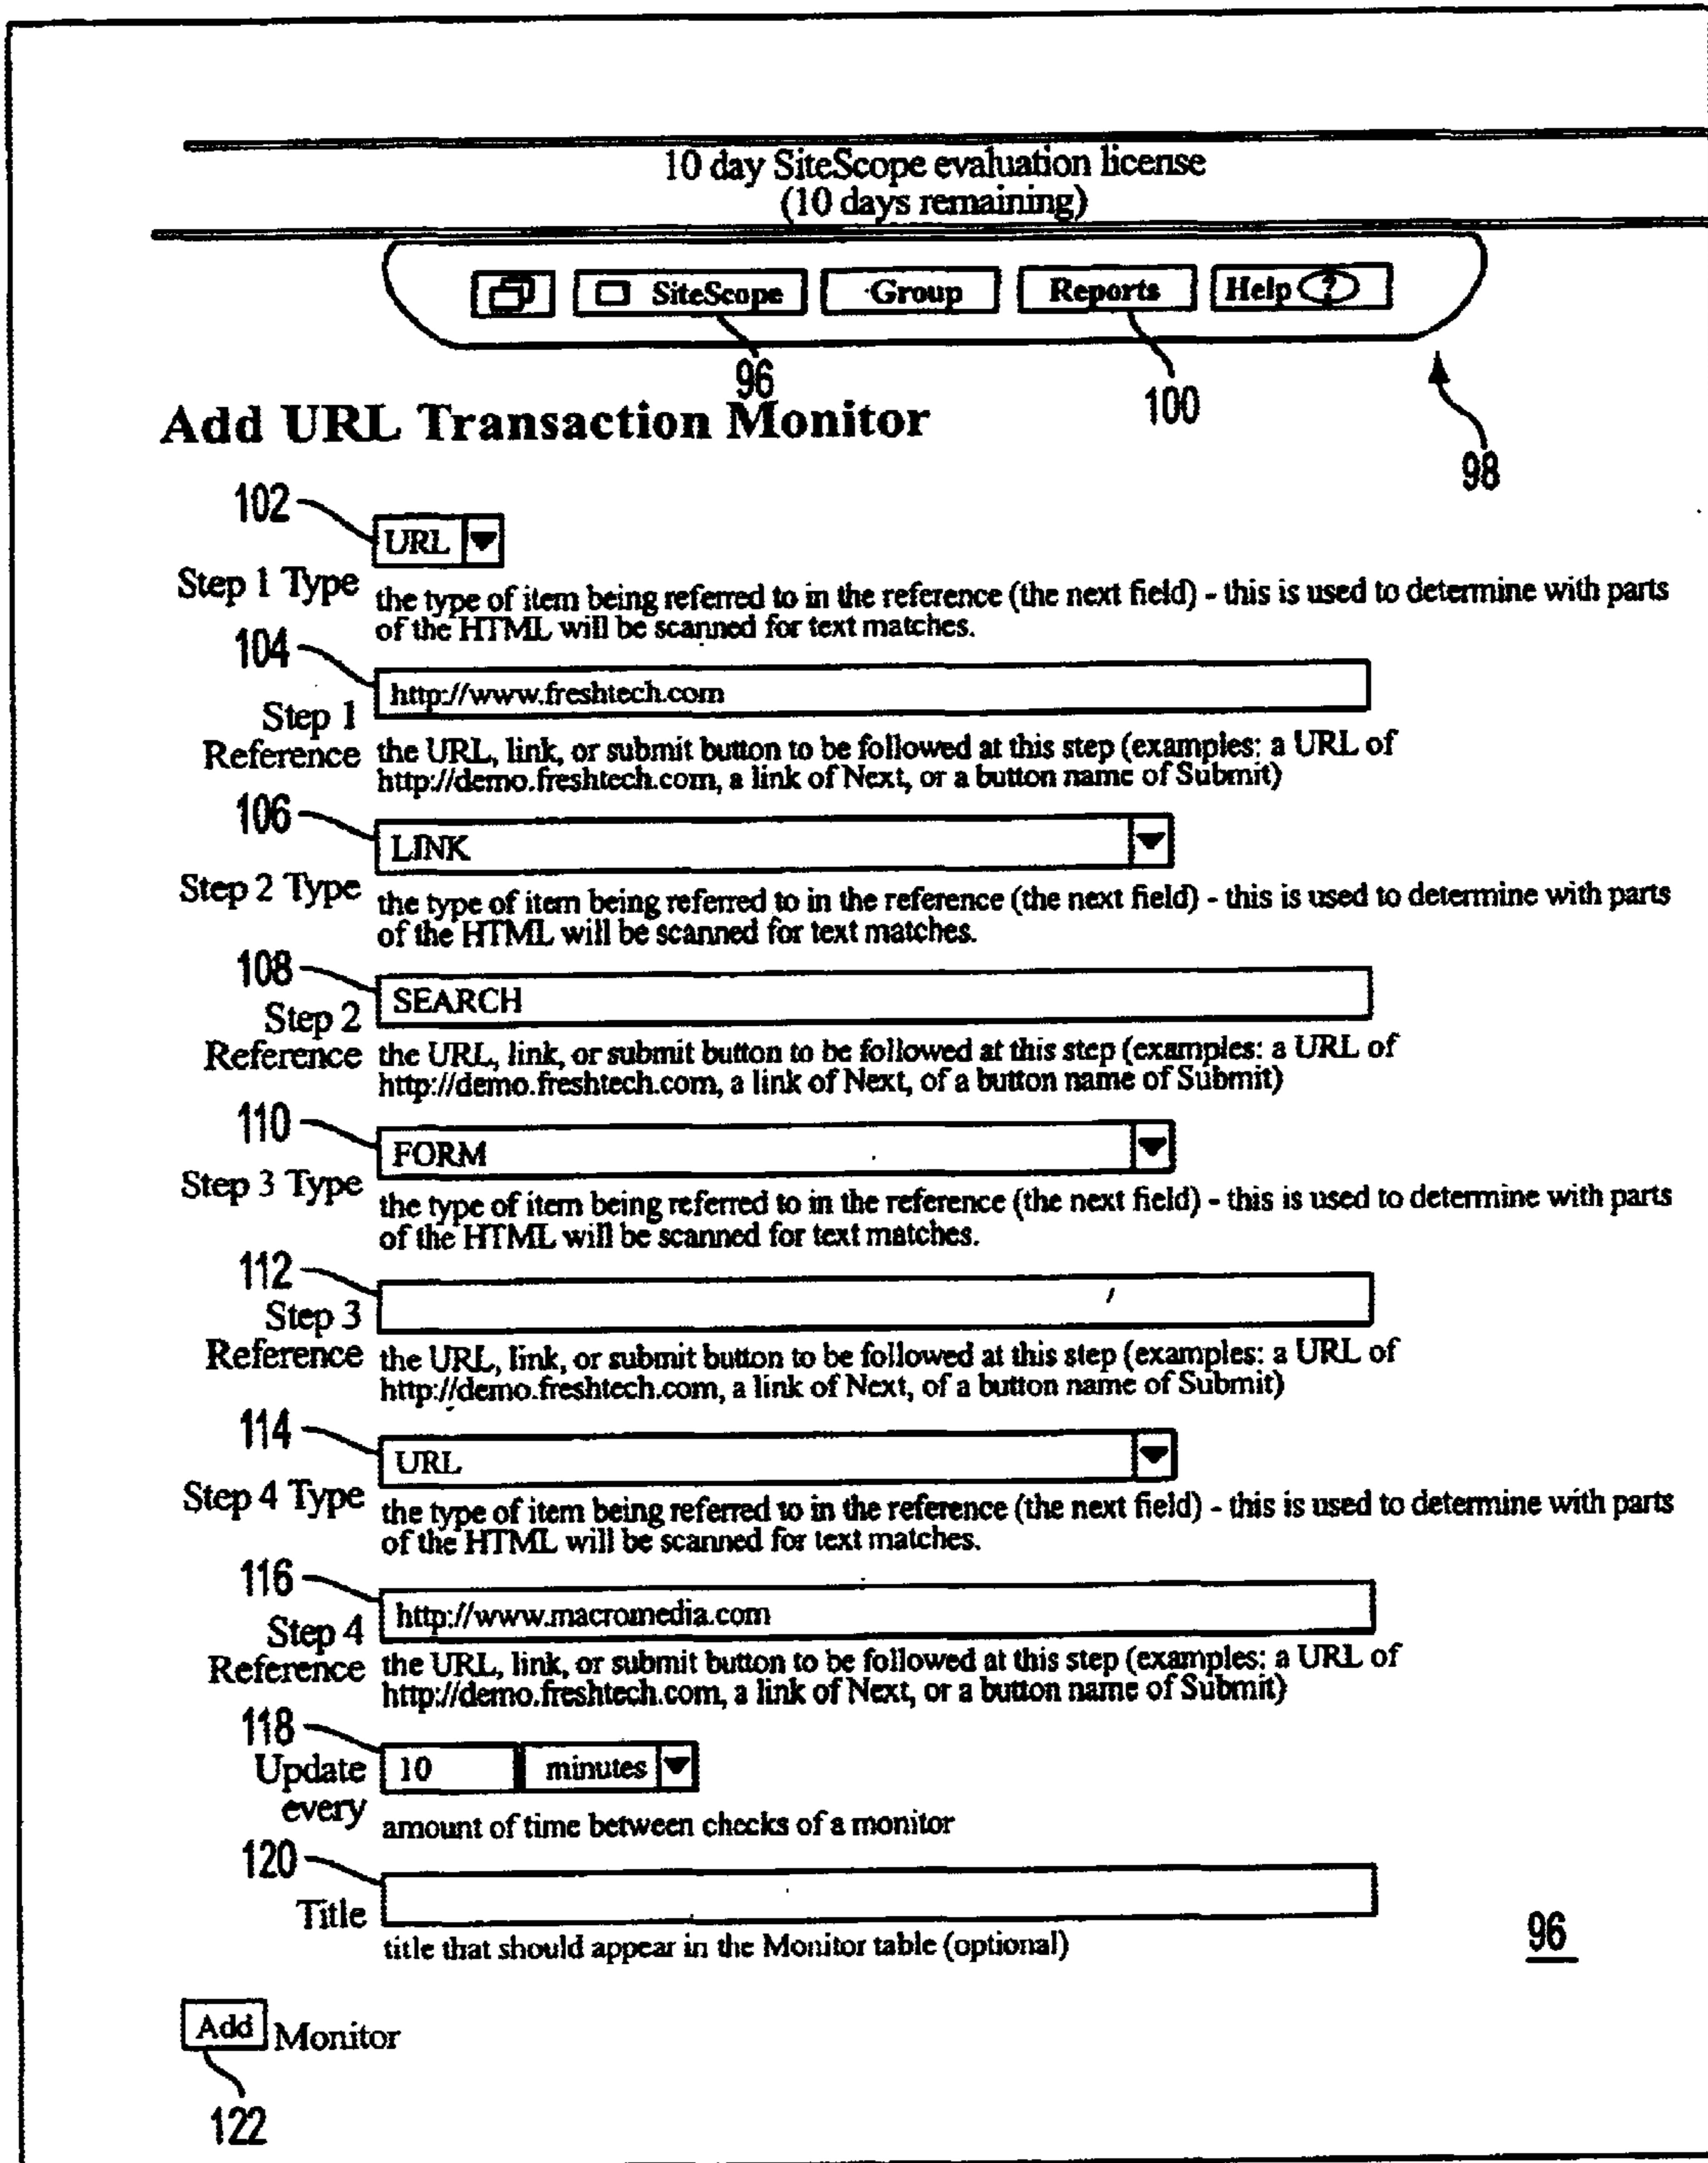 10 day SiteScope evaluation license
(10 days remaining)
SiteScope Group Reports Help ?
96
100
98
Add URL Transaction Monitor
102
URL
Step 1 Type
the type of item being referred to in the reference (the next field) - this is used to determine with parts
of the HTML will be scanned for text matches.
104
http://www.freshtech.com
Step 1
Reference
the URL, link, or submit button to be followed at this step (examples: a URL of
http://demo.freshtech.com, a link of Next, or a button name of Submit)
106
LINK
Step 2 Type
the type of item being referred to in the reference (the next field) - this is used to determine with parts
of the HTML will be scanned for text matches.
108
SEARCH
Step 2
Reference
the URL, link, or submit button to be followed at this step (examples: a URL of
http://demo.freshtech.com, a link of Next, of a button name of Submit)
110
FORM
Step 3 Type
the type of item being referred to in the reference (the next field) - this is used to determine with parts
of the HTML will be scanned for text matches.
112
Step 3
Reference
the URL, link, or submit button to be followed at this step (examples: a URL of
http://demo.freshtech.com, a link of Next, of a button name of Submit)
114
URL
Step 4 Type
the type of item being referred to in the reference (the next field) - this is used to determine with parts
of the HTML will be scanned for text matches.
116
http://www.macromedia.com
Step 4
Reference
the URL, link, or submit button to be followed at this step (examples: a URL of
http://demo.freshtech.com, a link of Next, or a button name of Submit)
118
Update
every
10 minutes
amount of time between checks of a monitor
120
Title
title that should appear in the Monitor table (optional)
96
Add Monitor
122